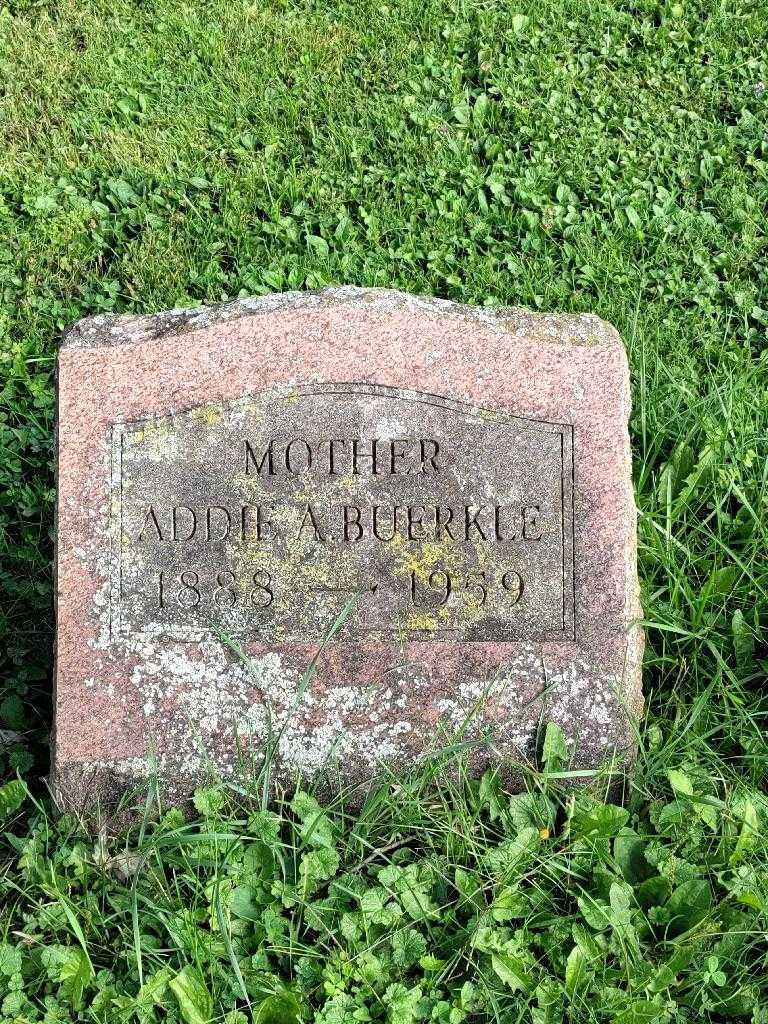 MOTHER
ADDIE A. BUERKLE
1888 — 1959